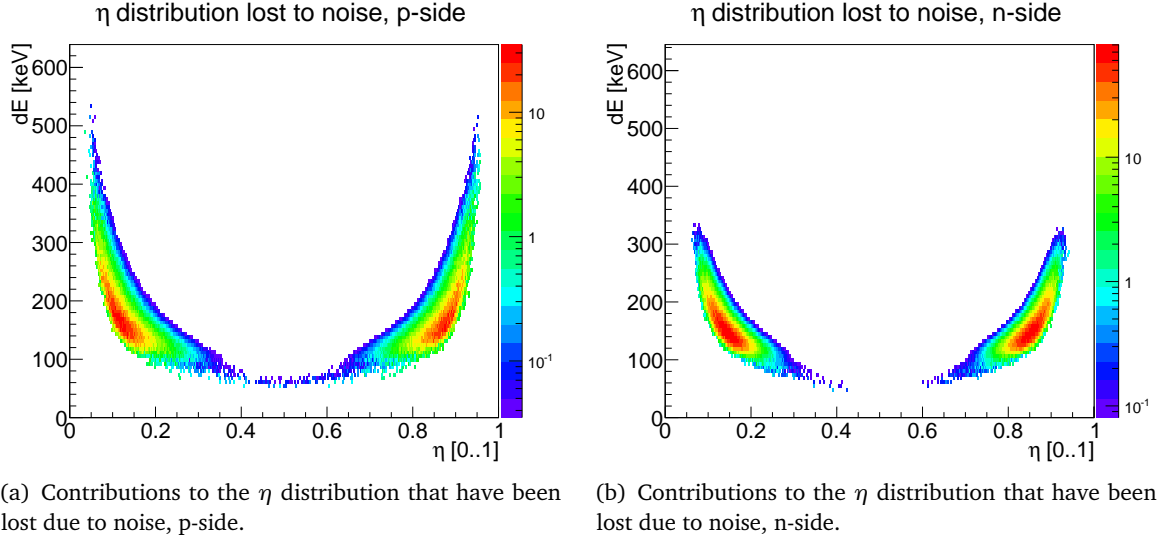 η distribution lost to noise, p-side
dE [keV]
600
500
400
300
200
100
0
0 0.2 0.4 0.6 0.8 1
η [0..1]
10
1
10⁻¹
η distribution lost to noise, n-side
dE [keV]
600
500
400
300
200
100
0
0 0.2 0.4 0.6 0.8 1
η [0..1]
10
1
10⁻¹
(a) Contributions to the η distribution that have been
lost due to noise, p-side.
(b) Contributions to the η distribution that have been
lost due to noise, n-side.